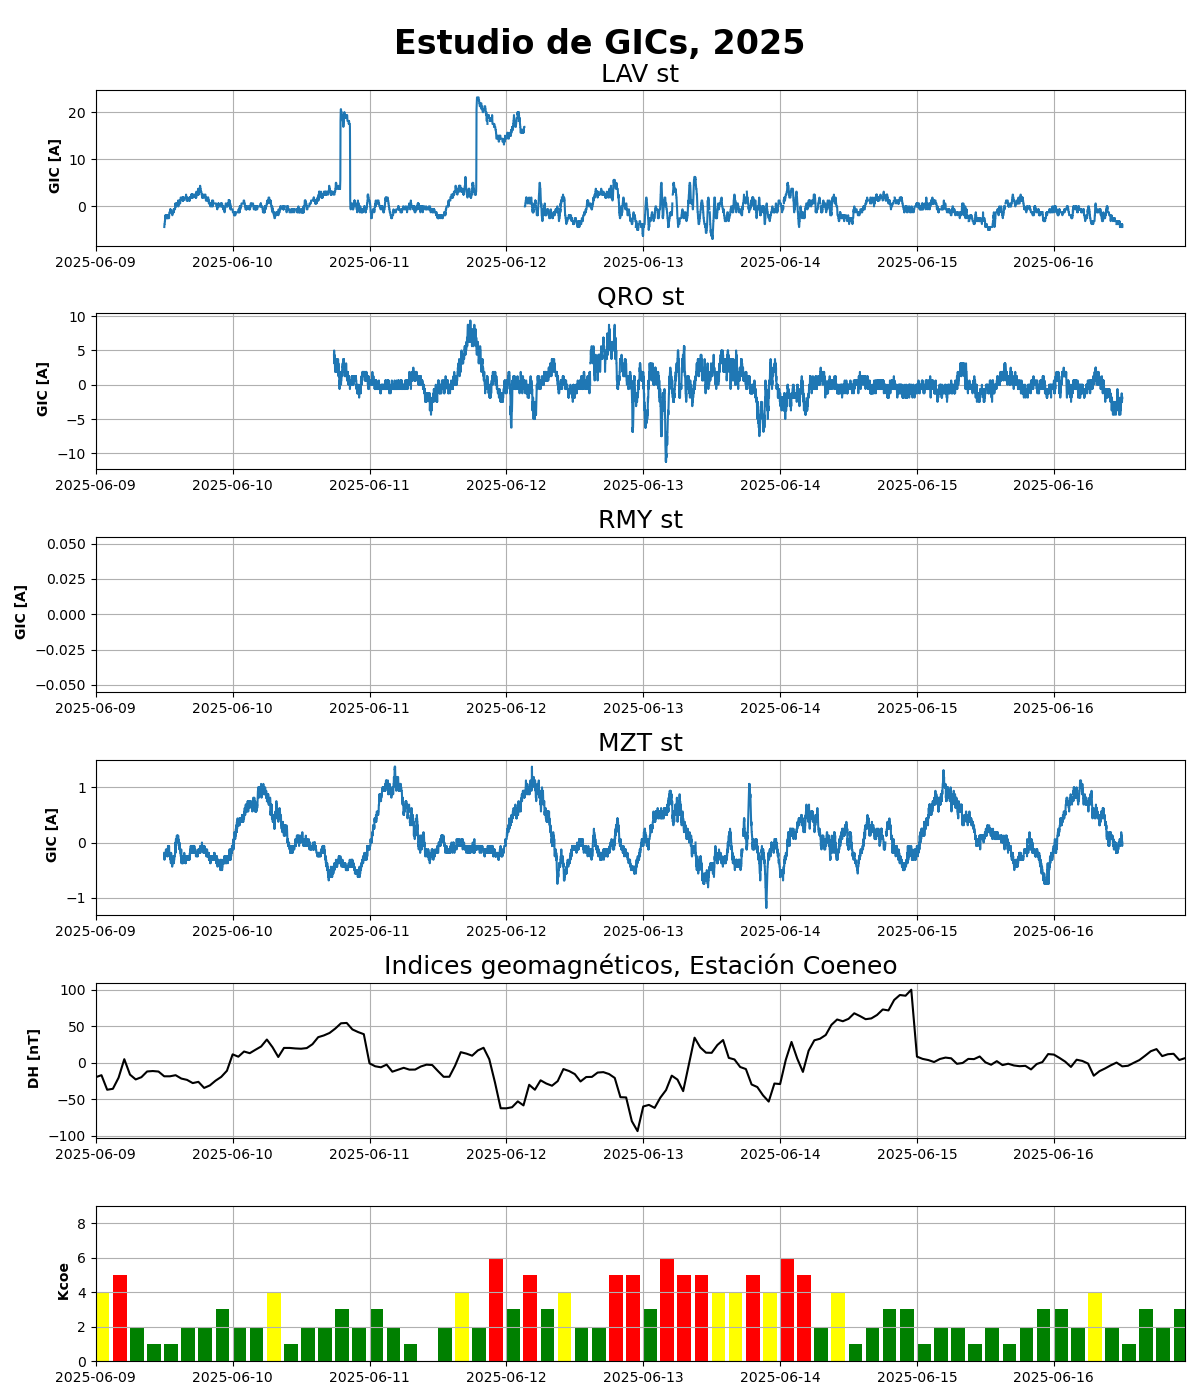 Estudio de GICs, 2025
LAV st
GIC [A]
20
10
0
2025-06-09 2025-06-10 2025-06-11 2025-06-12 2025-06-13 2025-06-14 2025-06-15 2025-06-16
QRO st
GIC [A]
10
5
0
−5
−10
2025-06-09 2025-06-10 2025-06-11 2025-06-12 2025-06-13 2025-06-14 2025-06-15 2025-06-16
RMY st
GIC [A]
0.050
0.025
0.000
−0.025
−0.050
2025-06-09 2025-06-10 2025-06-11 2025-06-12 2025-06-13 2025-06-14 2025-06-15 2025-06-16
MZT st
GIC [A]
1
0
−1
2025-06-09 2025-06-10 2025-06-11 2025-06-12 2025-06-13 2025-06-14 2025-06-15 2025-06-16
Indices geomagnéticos, Estación Coeneo
DH [nT]
100
50
0
−50
−100
2025-06-09 2025-06-10 2025-06-11 2025-06-12 2025-06-13 2025-06-14 2025-06-15 2025-06-16
Kcoe
8
6
4
2
0
2025-06-09 2025-06-10 2025-06-11 2025-06-12 2025-06-13 2025-06-14 2025-06-15 2025-06-16